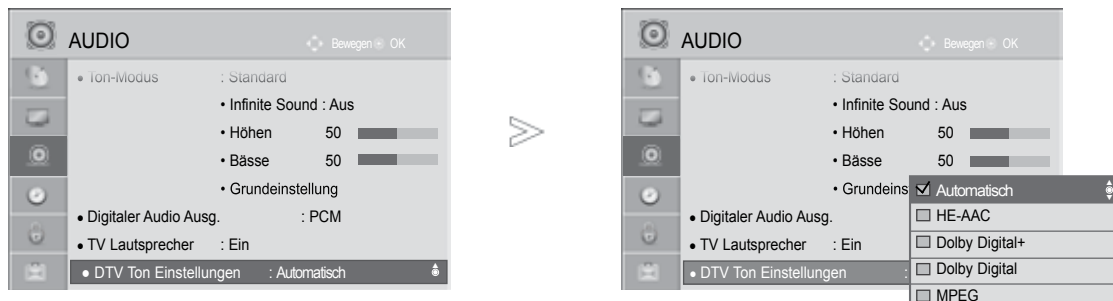 AUDIO
Bewegen OK
• Ton-Modus : Standard
• Infinite Sound : Aus
• Höhen 50
• Bässe 50
• Grundeinstellung
• Digitaler Audio Ausg. : PCM
• TV Lautsprecher : Ein
• DTV Ton Einstellungen : Automatisch
AUDIO
Bewegen OK
• Ton-Modus : Standard
• Infinite Sound : Aus
• Höhen 50
• Bässe 50
• Grundeins
• Digitaler Audio Ausg.
• TV Lautsprecher : Ein
• DTV Ton Einstellungen :
Automatisch
HE-AAC
Dolby Digital+
Dolby Digital
MPEG